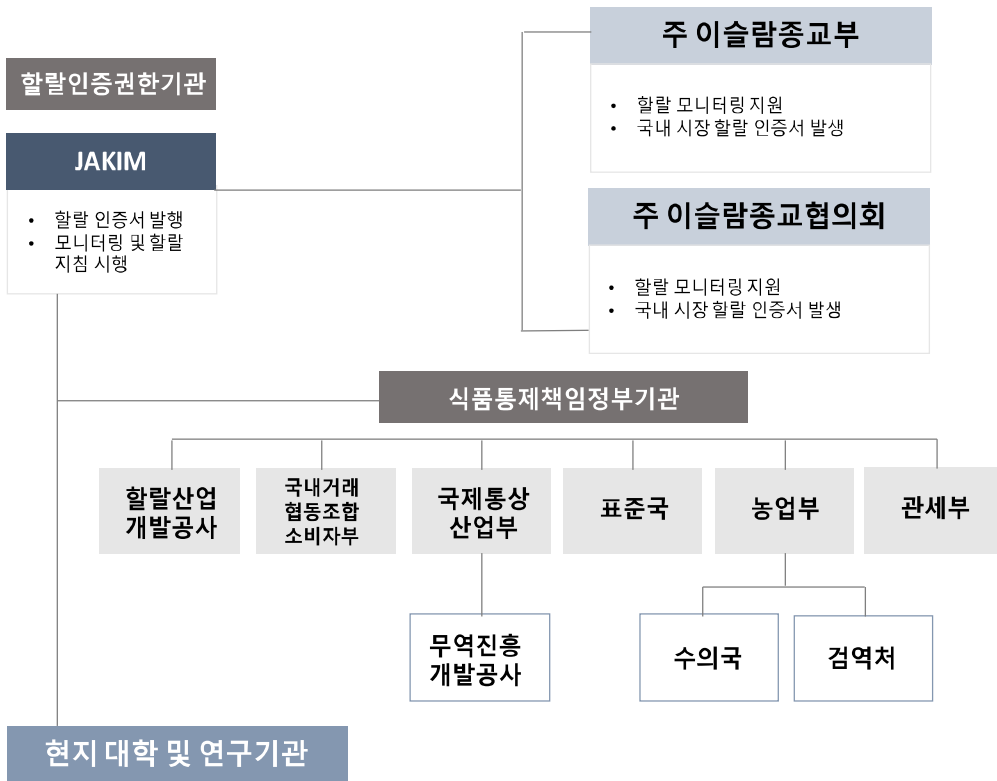 할랄인증권한기관
JAKIM
• 할랄 인증서 발행
• 모니터링 및 할랄
지침 시행
주 이슬람종교부
• 할랄 모니터링 지원
• 국내 시장 할랄 인증서 발생
주 이슬람종교협의회
• 할랄 모니터링 지원
• 국내 시장 할랄 인증서 발생
식품통제책임정부기관
할랄산업
개발공사
국내거래
협동조합
소비자부
국제통상
산업부
표준국
농업부
관세부
무역진흥
개발공사
수의국
검역처
현지 대학 및 연구기관